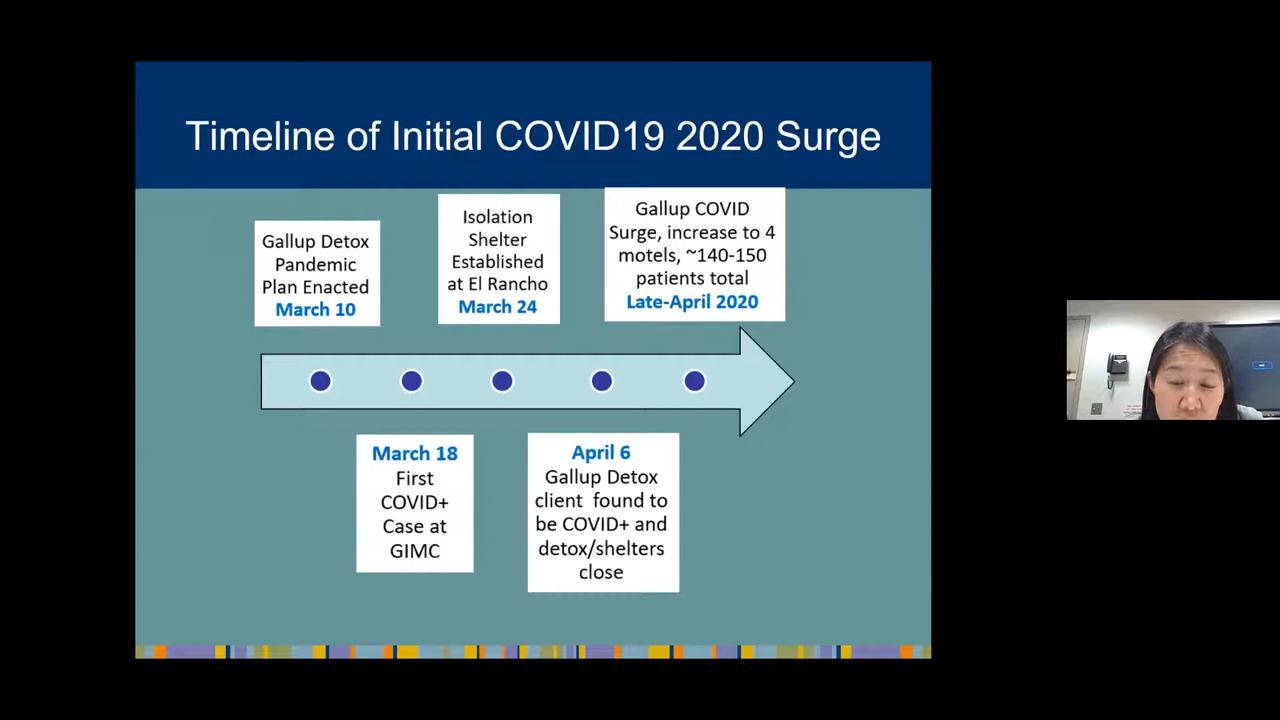 Timeline of Initial COVID19 2020 Surge
Gallup Detox
Pandemic
Plan Enacted
March 10
Isolation
Shelter
Established
at El Rancho
March 24
Gallup COVID
Surge, increase to 4
motels, ~140-150
patients total
Late-April 2020
March 18
First
COVID+
Case at
GIMC
April 6
Gallup Detox
client found to
be COVID+ and
detox/shelters
close